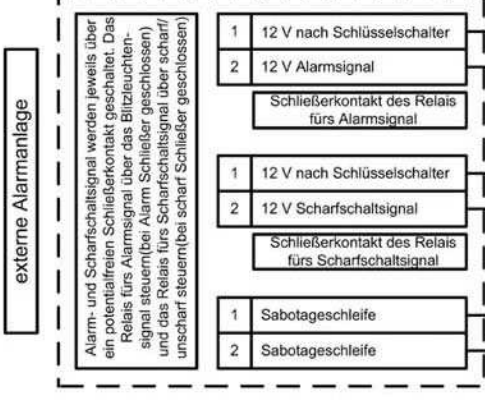 externe Alarmanlage
Alarm- und Scharfschaltsignal werden jeweils über
ein potentialfreien Schließerkontakt geschaltet. Das
Relais fürs Alarmsignal über das Blitzleuchten-
signal steuern(bei Alarm Schließer geschlossen)
und das Relais fürs Scharfschaltsignal über scharf/
unscharf steuern(bei scharf Schließer geschlossen)
1 12 V nach Schlüsselschalter
2 12 V Alarmsignal
Schließerkontakt des Relais
fürs Alarmsignal
1 12 V nach Schlüsselschalter
2 12 V Scharfschaltsignal
Schließerkontakt des Relais
fürs Scharfschaltsignal
1 Sabotageschleife
2 Sabotageschleife